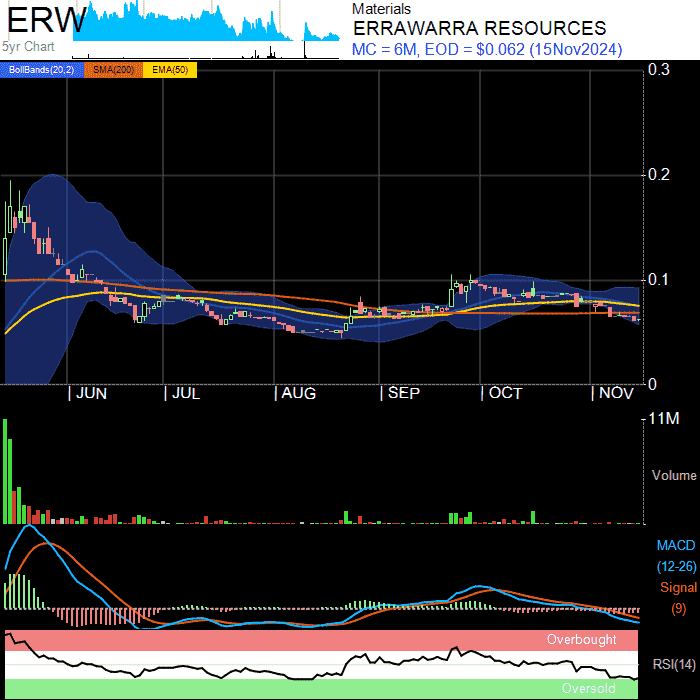 ERW
5yr Chart
Materials
ERRAWARRA RESOURCES
MC = 6M, EOD = $0.062 (15Nov2024)
BollBands(20,2) SMA(200) EMA(50)
0.3
0.2
0.1
0
JUN JUL AUG SEP OCT NOV
11M
Volume
MACD
(12-26)
Signal
(9)
Overbought
RSI(14)
Oversold